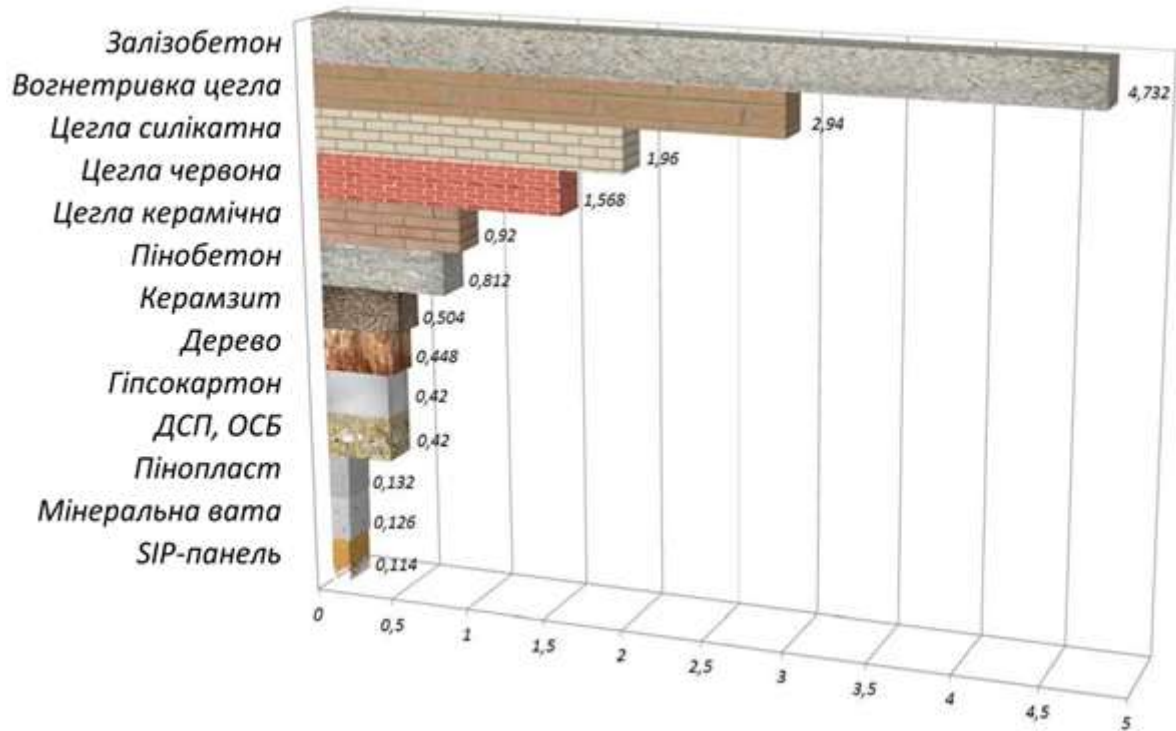 Залізобетон
4,732
Вогнетривка цегла
2,94
Цегла силікатна
1,96
Цегла червона
1,568
Цегла керамічна
0,92
Пінобетон
0,812
Керамзит
0,504
Дерево
0,448
Гіпсокартон
0,42
ДСП, ОСБ
0,42
Пінопласт
0,132
Мінеральна вата
0,126
SIP-панель
0,114
0
0,5
1
1,5
2
2,5
3
3,5
4
4,5
5